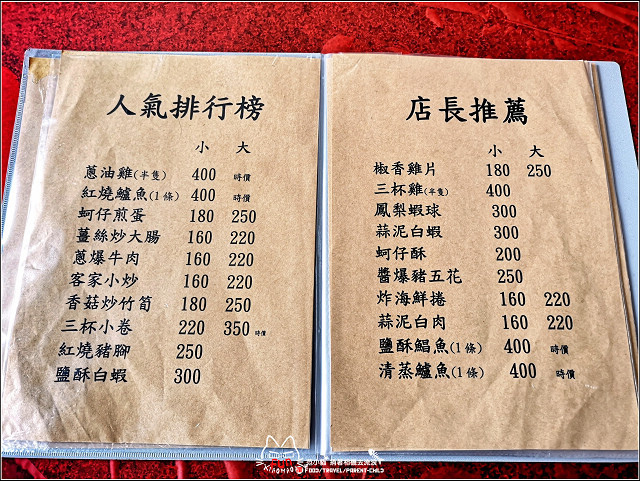 人氣排行榜
小 大
蔥油雞(半隻) 400 時價
紅燒鱸魚(1條) 400 時價
蚵仔煎蛋 180 250
薑絲炒大腸 160 220
蔥爆牛肉 160 220
客家小炒 160 220
香菇炒竹筍 180 250
三杯小卷 220 350 時價
紅燒豬腳 250
鹽酥白蝦 300
店長推薦
小 大
椒香雞片 180 250
三杯雞(半隻) 400
鳳梨蝦球 300
蒜泥白蝦 300
蚵仔酥 200
醬爆豬五花 250
炸海鮮捲 160 220
蒜泥白肉 160 220
鹽酥鯧魚(1條) 400 時價
清蒸鱸魚(1條) 400 時價
FOOD/TRAVEL/PARENT-CHILD